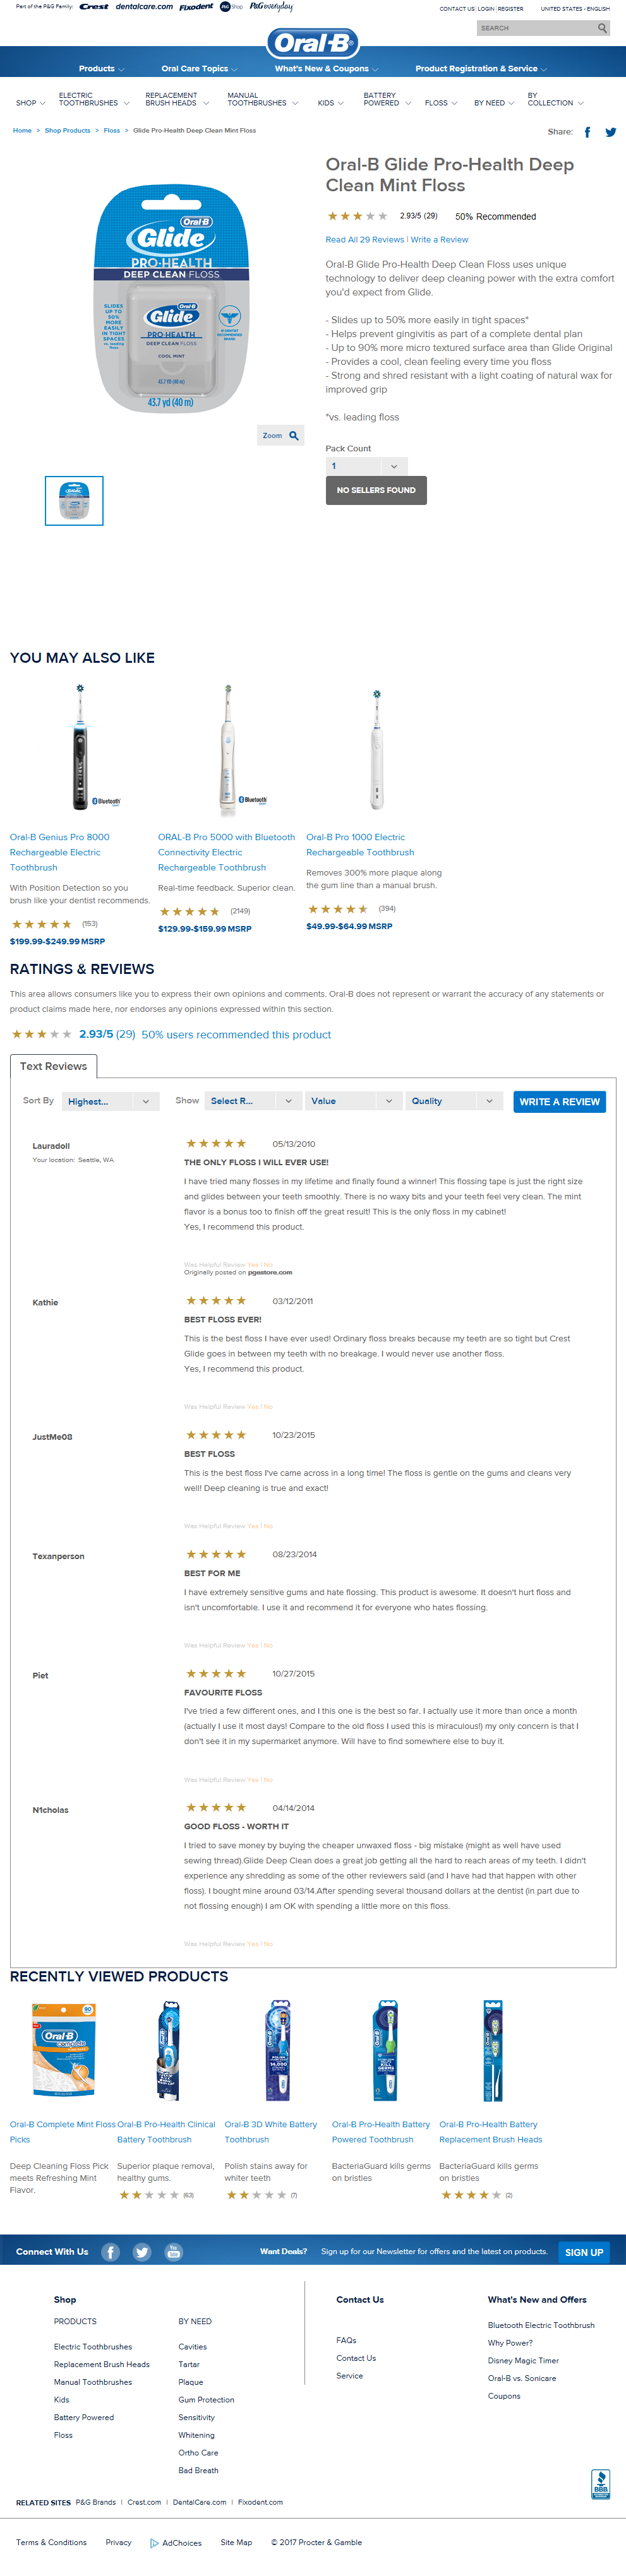 Part of the P&G Family: Crest dentalcare.com Fixodent P&G Shop P&G everyday
CONTACT US | LOGIN | REGISTER UNITED STATES - ENGLISH
SEARCH
Oral-B
Products Oral Care Topics What's New & Coupons Product Registration & Service
SHOP ELECTRIC TOOTHBRUSHES REPLACEMENT BRUSH HEADS MANUAL TOOTHBRUSHES KIDS BATTERY POWERED FLOSS BY NEED BY COLLECTION
Home > Shop Products > Floss > Glide Pro-Health Deep Clean Mint Floss
Share:
Oral-B Glide Pro-Health Deep
Clean Mint Floss
2.93/5 (29) 50% Recommended
Read All 29 Reviews | Write a Review
Oral-B Glide Pro-Health Deep Clean Floss uses unique
technology to deliver deep cleaning power with the extra comfort
you'd expect from Glide.
- Slides up to 50% more easily in tight spaces*
- Helps prevent gingivitis as part of a complete dental plan
- Up to 90% more micro textured surface area than Glide Original
- Provides a cool, clean feeling every time you floss
- Strong and shred resistant with a light coating of natural wax for
improved grip
*vs. leading floss
Pack Count
1
NO SELLERS FOUND
Oral-B
Glide
PRO-HEALTH
DEEP CLEAN FLOSS
SLIDES
UP TO
50%
MORE
EASILY
IN TIGHT
SPACES
Oral-B
Glide
PRO-HEALTH
DEEP CLEAN FLOSS
COOL MINT
43.7 YD (40 m)
43.7 yd (40 m)
Zoom
YOU MAY ALSO LIKE
Bluetooth
Bluetooth
Oral-B Genius Pro 8000
Rechargeable Electric
Toothbrush
With Position Detection so you
brush like your dentist recommends.
(153)
$199.99-$249.99 MSRP
ORAL-B Pro 5000 with Bluetooth
Connectivity Electric
Rechargeable Toothbrush
Real-time feedback. Superior clean.
(2149)
$129.99-$159.99 MSRP
Oral-B Pro 1000 Electric
Rechargeable Toothbrush
Removes 300% more plaque along
the gum line than a manual brush.
(394)
$49.99-$64.99 MSRP
RATINGS & REVIEWS
This area allows consumers like you to express their own opinions and comments. Oral-B does not represent or warrant the accuracy of any statements or
product claims made here, nor endorses any opinions expressed within this section.
2.93/5 (29) 50% users recommended this product
Text Reviews
Sort By Highest... Show Select R... Value Quality WRITE A REVIEW
Lauradoll
Your location: Seattle, WA
05/13/2010
THE ONLY FLOSS I WILL EVER USE!
I have tried many flosses in my lifetime and finally found a winner! This flossing tape is just the right size
and glides between your teeth smoothly. There is no waxy bits and your teeth feel very clean. The mint
flavor is a bonus too to finish off the great result! This is the only floss in my cabinet!
Yes, I recommend this product.
Was Helpful Review Yes | No
Originally posted on pgestore.com
Kathie
03/12/2011
BEST FLOSS EVER!
This is the best floss I have ever used! Ordinary floss breaks because my teeth are so tight but Crest
Glide goes in between my teeth with no breakage. I would never use another floss.
Yes, I recommend this product.
Was Helpful Review Yes | No
JustMe08
10/23/2015
BEST FLOSS
This is the best floss I've came across in a long time! The floss is gentle on the gums and cleans very
well! Deep cleaning is true and exact!
Was Helpful Review Yes | No
Texanperson
08/23/2014
BEST FOR ME
I have extremely sensitive gums and hate flossing. This product is awesome. It doesn't hurt floss and
isn't uncomfortable. I use it and recommend it for everyone who hates flossing.
Was Helpful Review Yes | No
Piet
10/27/2015
FAVOURITE FLOSS
I've tried a few different ones, and I this one is the best so far. I actually use it more than once a month
(actually I use it most days! Compare to the old floss I used this is miraculous!) my only concern is that I
don't see it in my supermarket anymore. Will have to find somewhere else to buy it.
Was Helpful Review Yes | No
N1cholas
04/14/2014
GOOD FLOSS - WORTH IT
I tried to save money by buying the cheaper unwaxed floss - big mistake (might as well have used
sewing thread).Glide Deep Clean does a great job getting all the hard to reach areas of my teeth. I didn't
experience any shredding as some of the other reviewers said (and I have had that happen with other
floss). I bought mine around 03/14.After spending several thousand dollars at the dentist (in part due to
not flossing enough) I am OK with spending a little more on this floss.
Was Helpful Review Yes | No
RECENTLY VIEWED PRODUCTS
Oral-B
complete
Oral-B Complete Mint Floss
Picks
Deep Cleaning Floss Pick
meets Refreshing Mint
Flavor.
Oral-B Pro-Health Clinical
Battery Toothbrush
Superior plaque removal,
healthy gums.
(63)
Oral-B 3D White Battery
Toothbrush
Polish stains away for
whiter teeth
(7)
Oral-B Pro-Health Battery
Powered Toothbrush
BacteriaGuard kills germs
on bristles
Oral-B Pro-Health Battery
Replacement Brush Heads
BacteriaGuard kills germs
on bristles
(2)
Connect With Us Want Deals? Sign up for our Newsletter for offers and the latest on products. SIGN UP
Shop
PRODUCTS
Electric Toothbrushes
Replacement Brush Heads
Manual Toothbrushes
Kids
Battery Powered
Floss
BY NEED
Cavities
Tartar
Plaque
Gum Protection
Sensitivity
Whitening
Ortho Care
Bad Breath
Contact Us
FAQs
Contact Us
Service
What's New and Offers
Bluetooth Electric Toothbrush
Why Power?
Disney Magic Timer
Oral-B vs. Sonicare
Coupons
BBB
RELATED SITES P&G Brands | Crest.com | DentalCare.com | Fixodent.com
Terms & Conditions Privacy AdChoices Site Map © 2017 Procter & Gamble